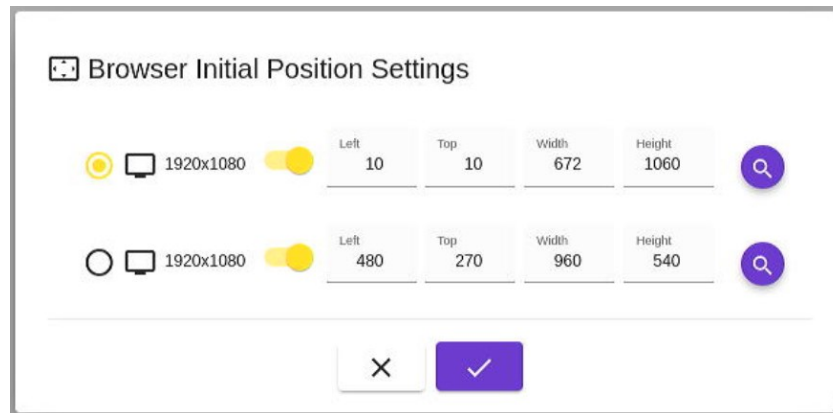 Browser Initial Position Settings
Left Top Width Height
1920x1080 10 10 672 1060
Left Top Width Height
1920x1080 480 270 960 540